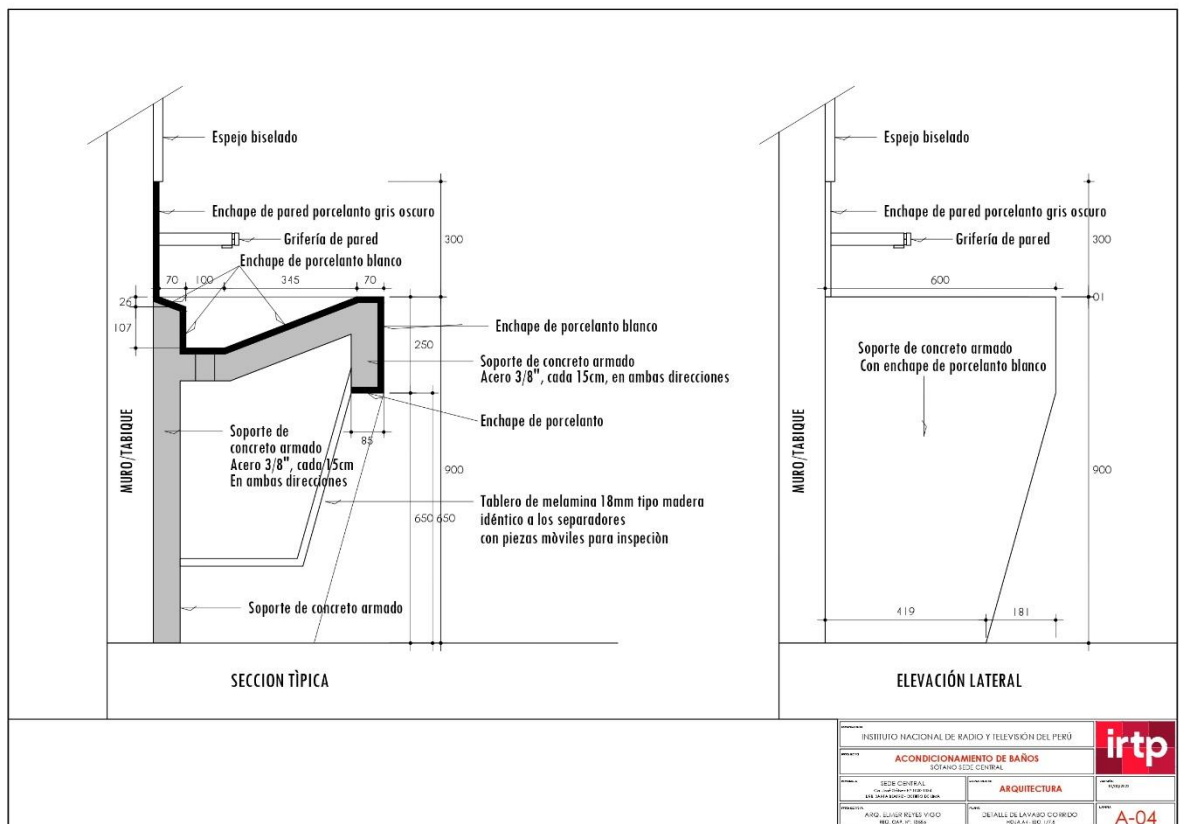 Espejo biselado
Enchape de pared porcelanto gris oscuro
Grifería de pared
Enchape de porcelanto blanco
300
70
100
345
70
26
107
Enchape de porcelanto blanco
250
Soporte de concreto armado
Acero 3/8", cada 15cm, en ambas direcciones
Enchape de porcelanto
85
MURO/TABIQUE
Soporte de
concreto armado
Acero 3/8", cada 15cm
En ambas direcciones
900
Tablero de melamina 18mm tipo madera
idéntico a los separadores
con piezas mòviles para inspeciòn
650
650
Soporte de concreto armado
SECCION TÌPICA
Espejo biselado
Enchape de pared porcelanto gris oscuro
300
Grifería de pared
600
01
Soporte de concreto armado
Con enchape de porcelanto blanco
MURO/TABIQUE
900
419
181
ELEVACIÓN LATERAL
INSTITUTO NACIONAL DE RADIO Y TELEVISIÓN DEL PERÚ
irtp
ACONDICIONAMIENTO DE BAÑOS
SÓTANO SEDE CENTRAL
SEDE CENTRAL
ARQUITECTURA
ARQ. ELMER REYES VIGO
DETALLE DE LAVABO CORRIDO
A-04